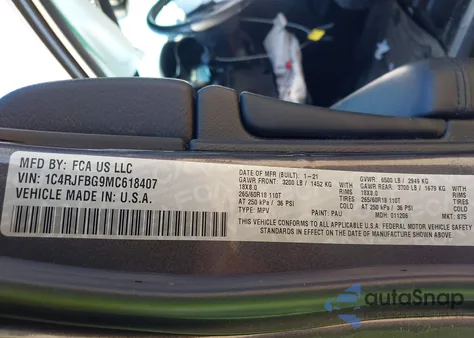 MFD BY: FCA US LLC
VIN: 1C4RJFBG9MC618407
VEHICLE MADE IN: U.S.A.
DATE OF MFR (BUILT): 1-21
GAWR FRONT: 3200 LB / 1452 KG
18X8.0 RIMS
265/60R18 110T TIRES
AT 250 kPa / 36 PSI COLD
TYPE: MPV PAINT: PAU
GVWR: 6500 LB / 2949 KG
GAWR REAR: 3700 LB / 1679 KG
18X8.0 RIMS
265/60R18 110T TIRES
AT 250 kPa / 36 PSI COLD
MDH: 011206 MKT: 875
THIS VEHICLE CONFORMS TO ALL APPLICABLE U.S.A. FEDERAL MOTOR VEHICLE SAFETY
STANDARDS IN EFFECT ON THE DATE OF MANUFACTURE SHOWN ABOVE.
autoSnap